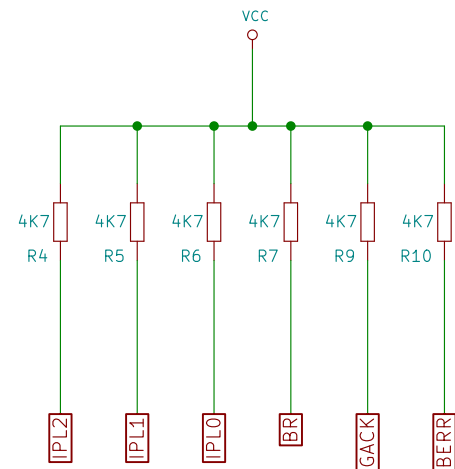 VCC
4K7 4K7 4K7 4K7 4K7 4K7
R4 R5 R6 R7 R9 R10
IPL2 IPL1 IPL0 BR GACK BERR